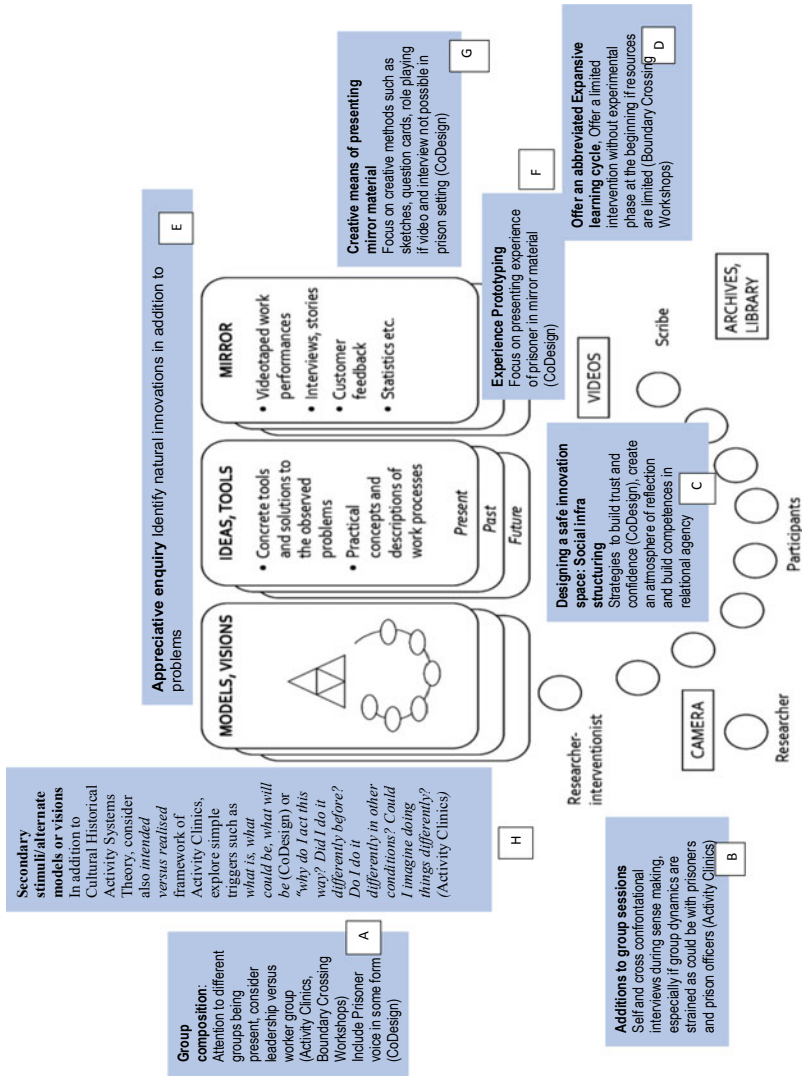 Group
composition:
Attention to different
groups being
present, consider
leadership versus
worker group
(Activity Clinics,
Boundary Crossing
Workshops)
Include Prisoner
voice in some form
(CoDesign)
A
Secondary
stimuli/alternate
models or visions
In addition to
Cultural Historical
Activity Systems
Theory, consider
also intended
versus realised
framework of
Activity Clinics,
explore simple
triggers such as
what is, what
could be, what will
be (CoDesign) or
“why do I act this
way? Did I do it
differently before?
Do I do it
differently in other
conditions? Could
I imagine doing
things differently?
(Activity Clinics)
H
Appreciative enquiry Identify natural innovations in addition to
problems
E
MODELS, VISIONS
IDEAS, TOOLS
• Concrete tools
and solutions to
the observed
problems
• Practical
concepts and
descriptions of
work processes
Present
Past
Future
MIRROR
• Videotaped work
performances
• Interviews, stories
• Customer
feedback
• Statistics etc.
Creative means of presenting
mirror material
Focus on creative methods such as
sketches, question cards, role playing
if video and interview not possible in
prison setting (CoDesign)
G
Experience Prototyping
Focus on presenting experience
of prisoner in mirror material
(CoDesign)
F
Offer an abbreviated Expansive
learning cycle. Offer a limited
intervention without experimental
phase at the beginning if resources
are limited (Boundary Crossing
Workshops)
D
Designing a safe innovation
space: Social infra
structuring
Strategies to build trust and
confidence (CoDesign), create
an atmosphere of reflection
and build competences in
relational agency
C
Additions to group sessions
Self and cross confrontational
interviews during sense making,
especially if group dynamics are
strained as could be with prisoners
and prison officers (Activity Clinics)
B
Researcher-
interventionist
CAMERA
Researcher
Participants
VIDEOS
Scribe
ARCHIVES,
LIBRARY